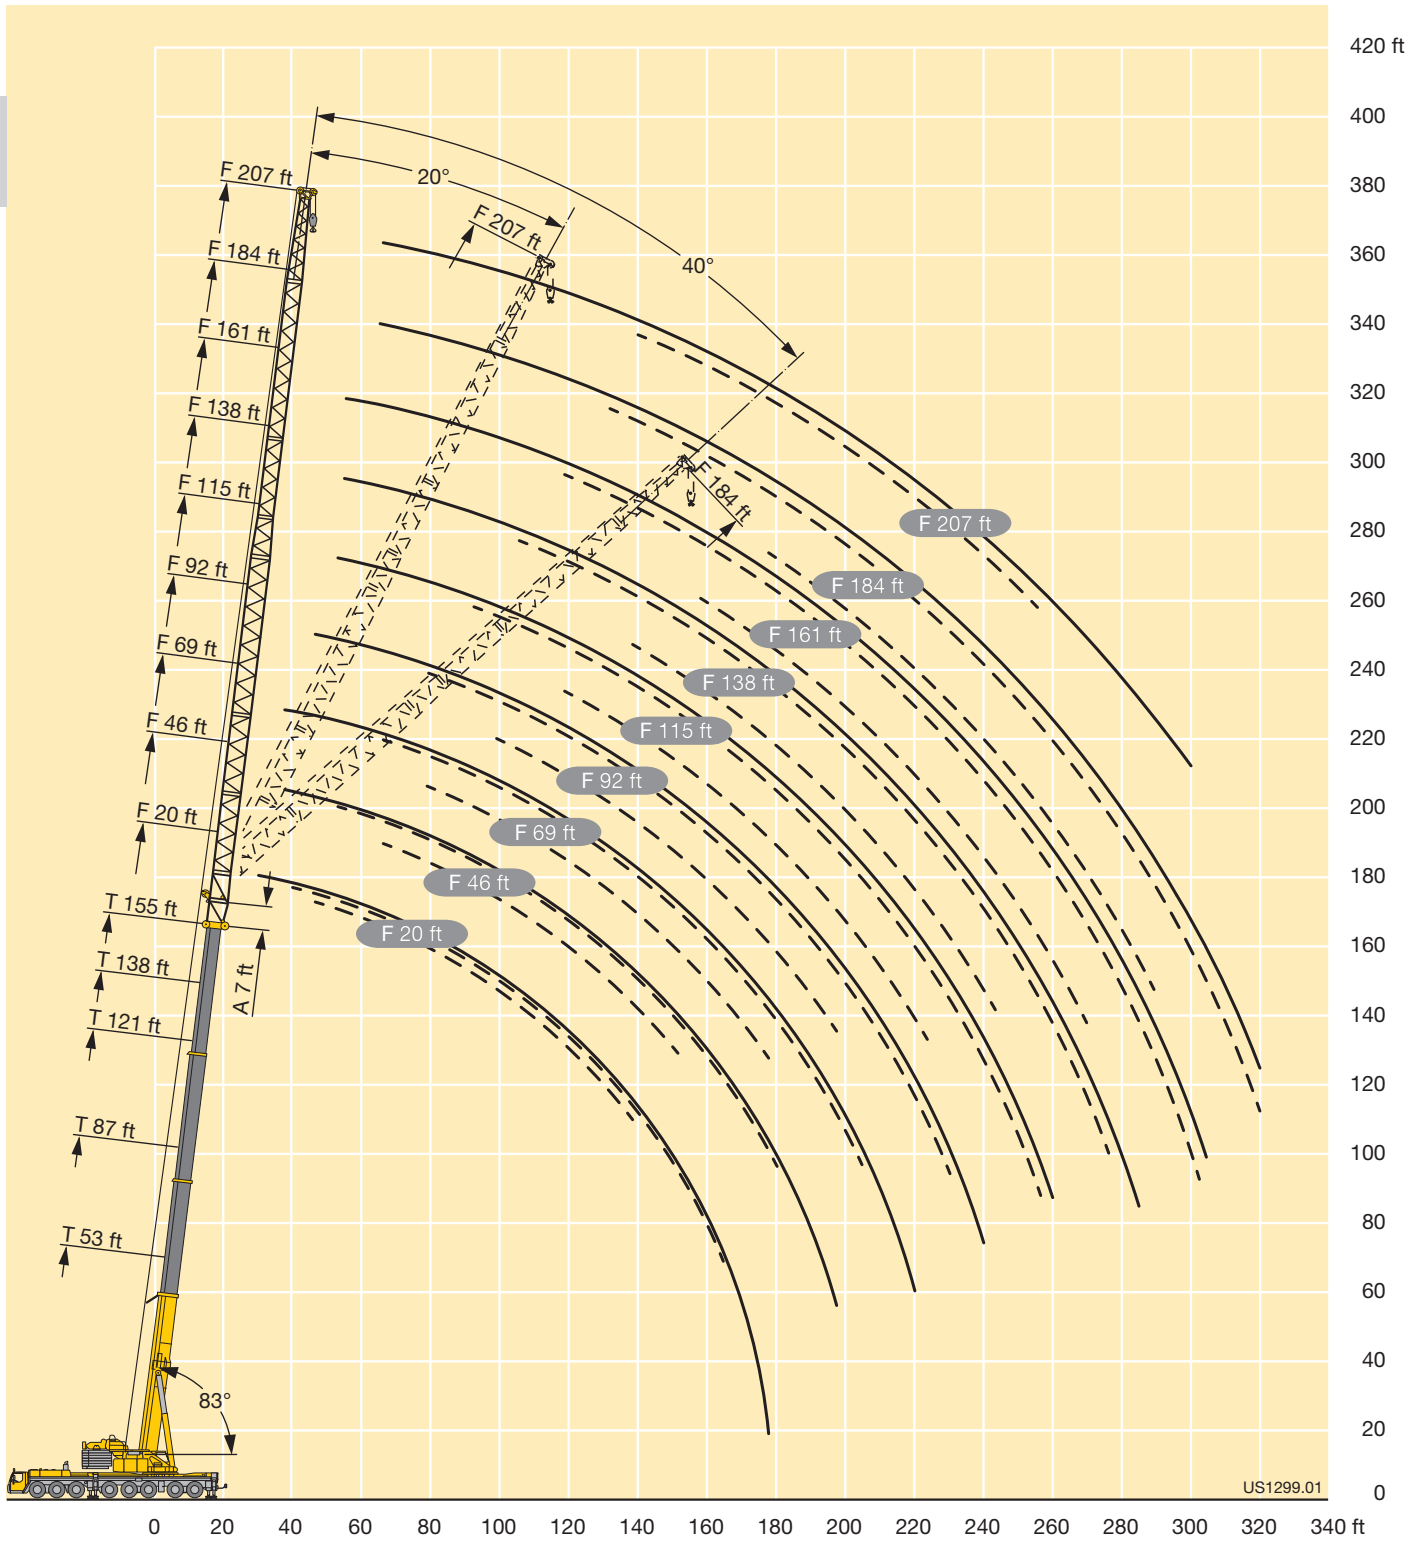 420 ft
400
380
360
340
320
300
280
260
240
220
200
180
160
140
120
100
80
60
40
20
0
20°
40°
F 207 ft
F 207 ft
F 184 ft
F 161 ft
F 138 ft
F 115 ft
F 92 ft
F 69 ft
F 46 ft
F 20 ft
T 155 ft
T 138 ft
T 121 ft
T 87 ft
T 53 ft
A 7 ft
F 184 ft
F 207 ft
F 184 ft
F 161 ft
F 138 ft
F 115 ft
F 92 ft
F 69 ft
F 46 ft
F 20 ft
83°
US1299.01
0 20 40 60 80 100 120 140 160 180 200 220 240 260 280 300 320 340 ft